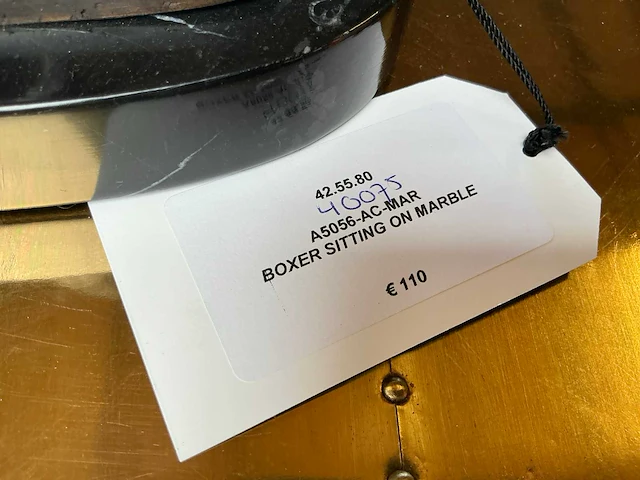 42.55.80
40075
A5056-AC-MAR
BOXER SITTING ON MARBLE
€ 110